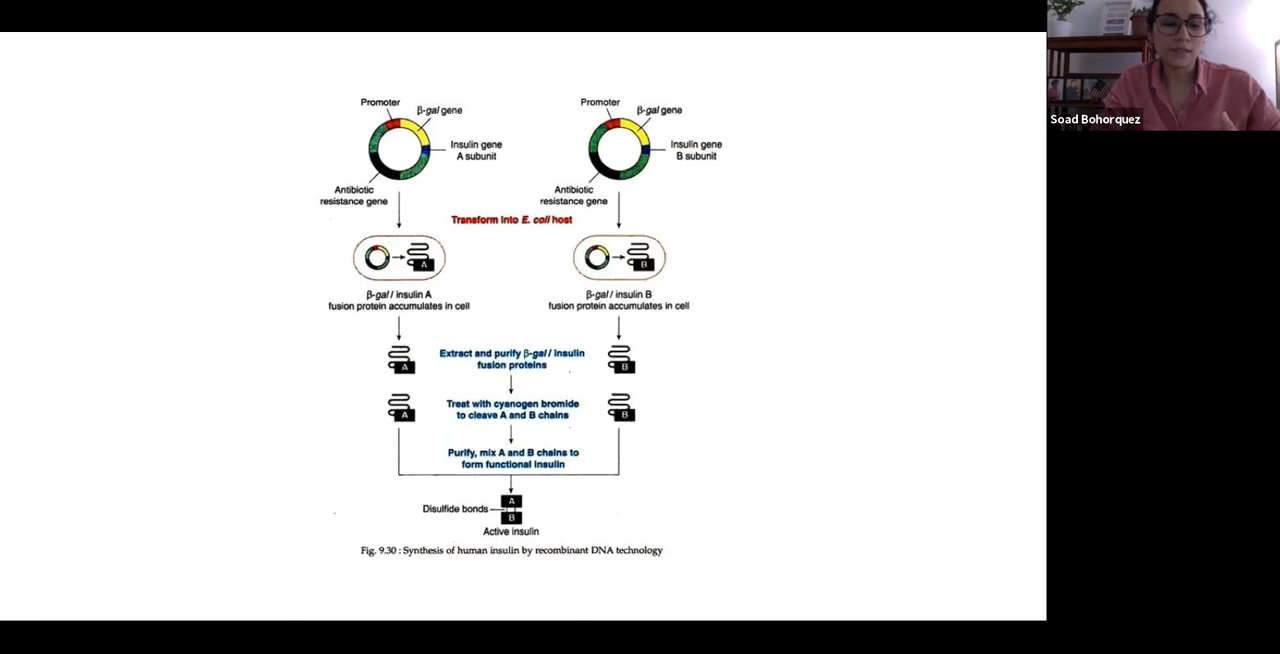 Promoter
β-gal gene
Insulin gene
A subunit
Antibiotic
resistance gene
Promoter
β-gal gene
Insulin gene
B subunit
Antibiotic
resistance gene
Transform into E. coli host
A
B
β-gal / insulin A
fusion protein accumulates in cell
β-gal / insulin B
fusion protein accumulates in cell
A
Extract and purify β-gal / insulin
fusion proteins
B
A
Treat with cyanogen bromide
to cleave A and B chains
B
Purify, mix A and B chains to
form functional insulin
A
Disulfide bonds
B
Active insulin
Fig. 9.30 : Synthesis of human insulin by recombinant DNA technology
Soad Bohorquez